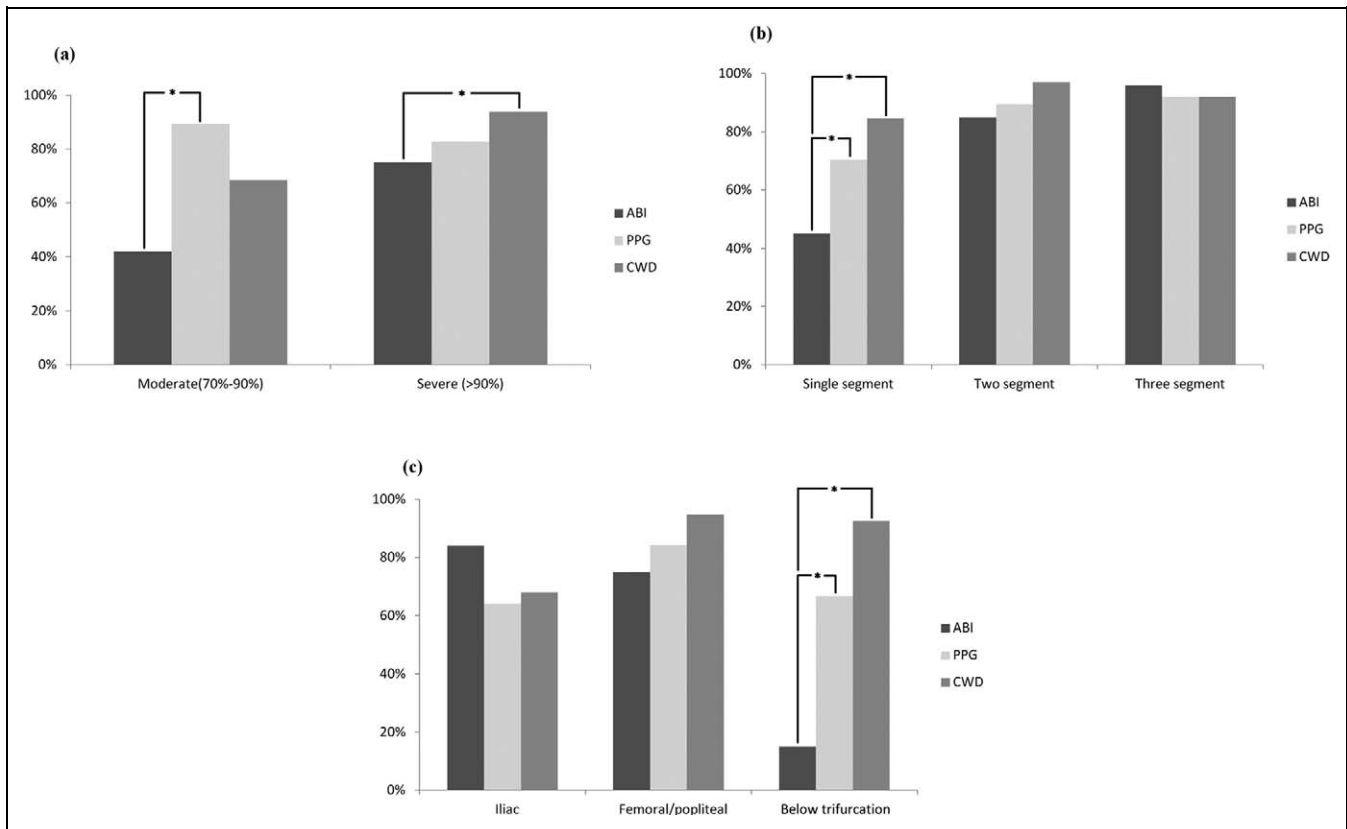 (a)
100%
80%
60%
40%
20%
0%
*
*
Moderate(70%-90%)
Severe (>90%)
ABI
PPG
CWD
(b)
100%
80%
60%
40%
20%
0%
*
*
Single segment
Two segment
Three segment
ABI
PPG
CWD
(c)
100%
80%
60%
40%
20%
0%
*
*
Iliac
Femoral/popliteal
Below trifurcation
ABI
PPG
CWD